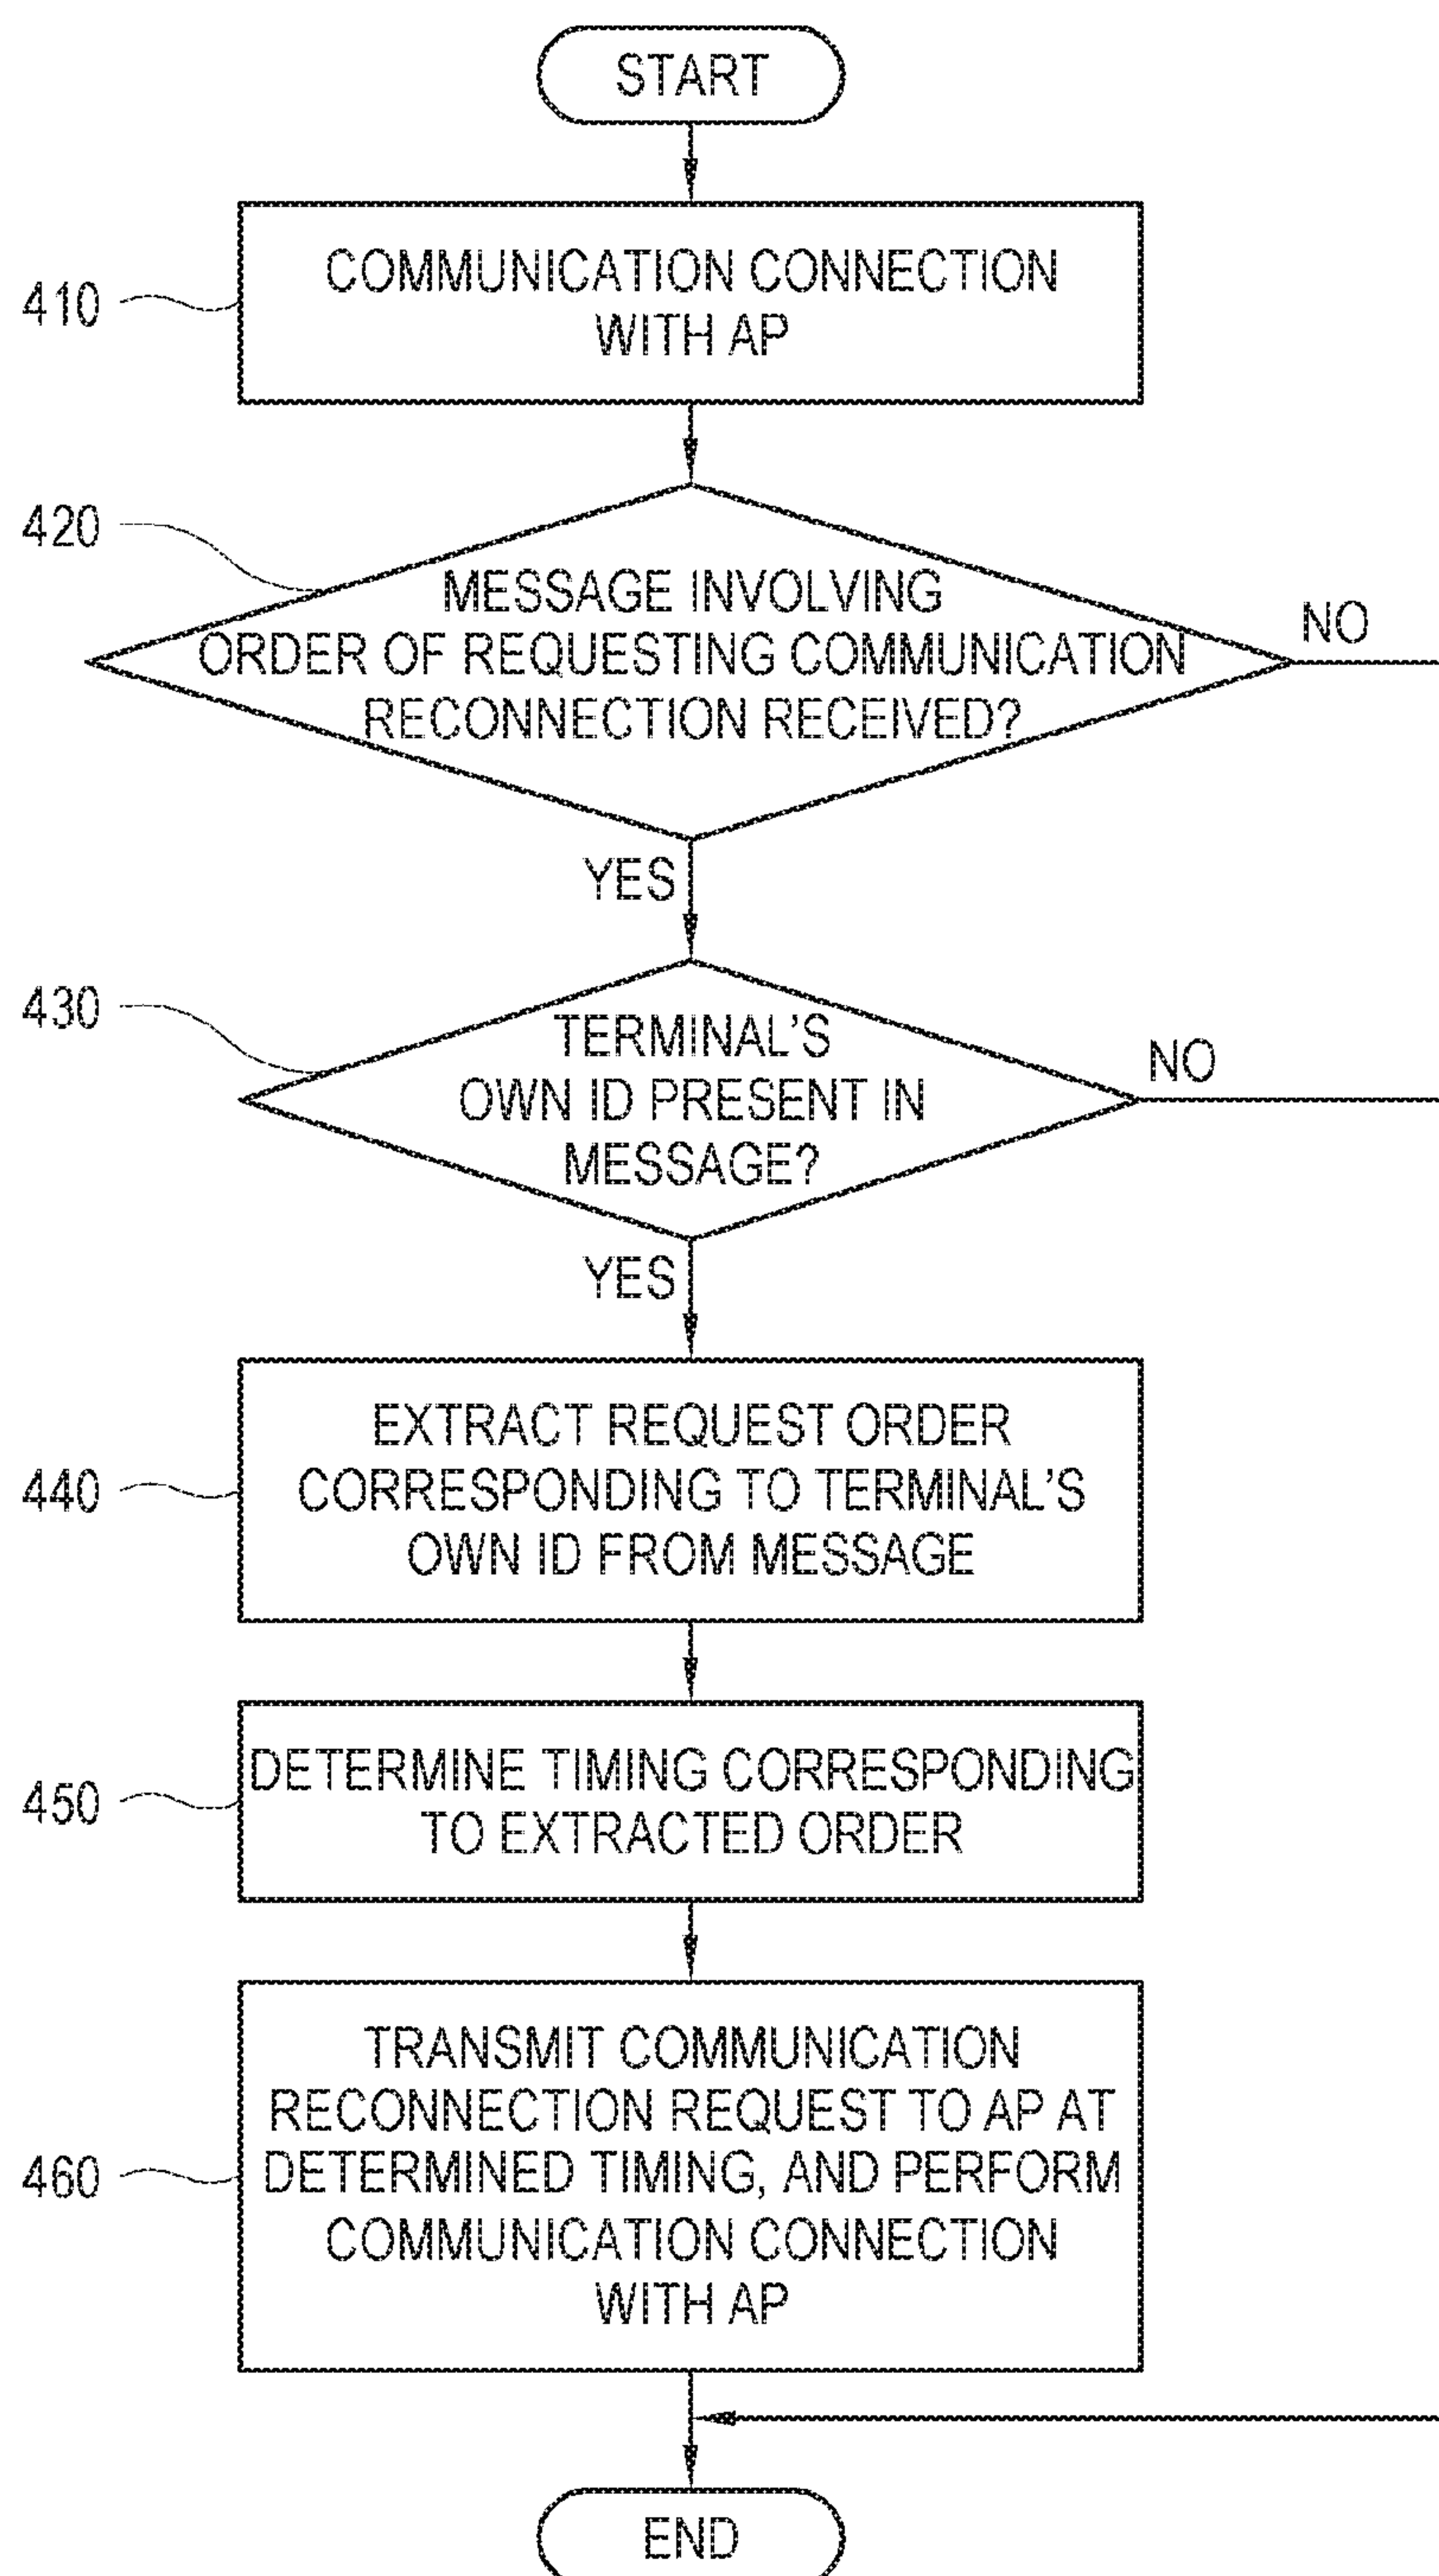 START
410
COMMUNICATION CONNECTION
WITH AP
420
MESSAGE INVOLVING
ORDER OF REQUESTING COMMUNICATION
RECONNECTION RECEIVED?
NO
YES
430
TERMINAL'S
OWN ID PRESENT IN
MESSAGE?
NO
YES
440
EXTRACT REQUEST ORDER
CORRESPONDING TO TERMINAL'S
OWN ID FROM MESSAGE
450
DETERMINE TIMING CORRESPONDING
TO EXTRACTED ORDER
460
TRANSMIT COMMUNICATION
RECONNECTION REQUEST TO AP AT
DETERMINED TIMING, AND PERFORM
COMMUNICATION CONNECTION
WITH AP
END